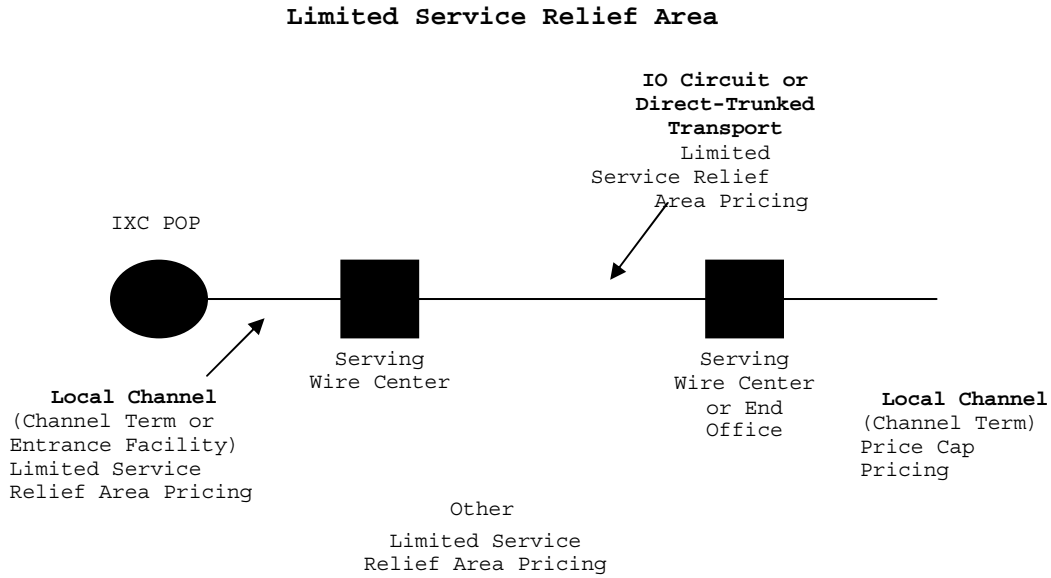 Limited Service Relief Area
IO Circuit or
Direct-Trunked
Transport
Limited
Service Relief
Area Pricing
IXC POP
Serving
Wire Center
Serving
Wire Center
or End
Office
Local Channel
(Channel Term or
Entrance Facility)
Limited Service
Relief Area Pricing
Local Channel
(Channel Term)
Price Cap
Pricing
Other
Limited Service
Relief Area Pricing